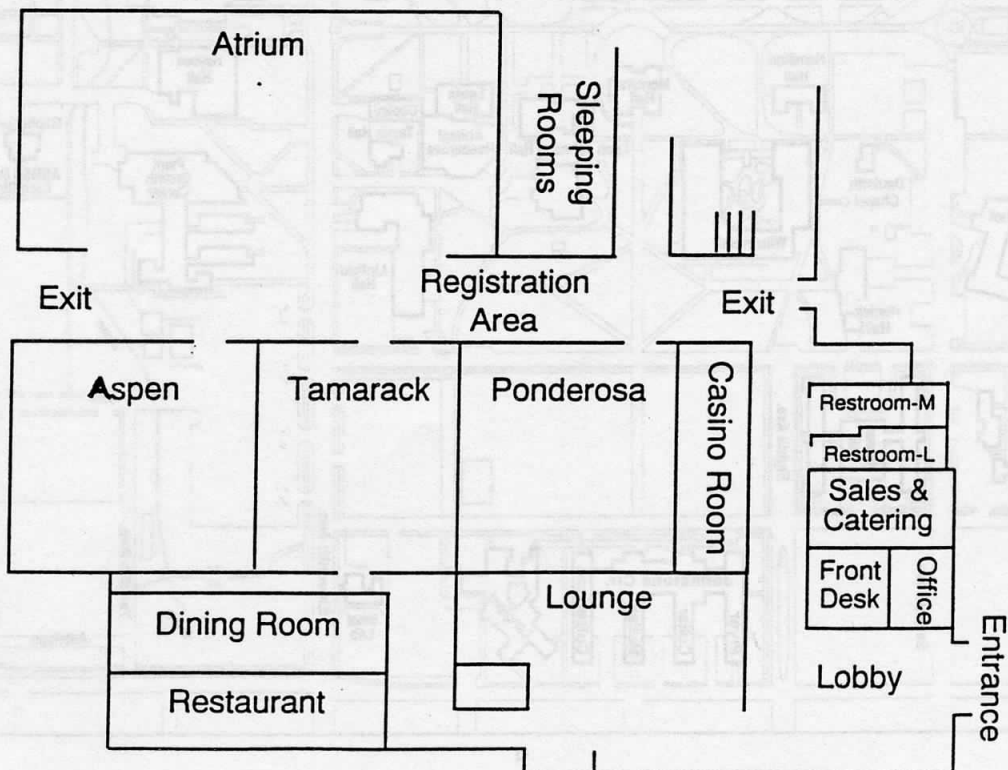 Atrium
Sleeping
Rooms
Registration
Area
Exit
Exit
Aspen
Tamarack
Ponderosa
Casino Room
Restroom-M
Restroom-L
Sales &
Catering
Front
Desk
Office
Lounge
Dining Room
Restaurant
Lobby
Entrance